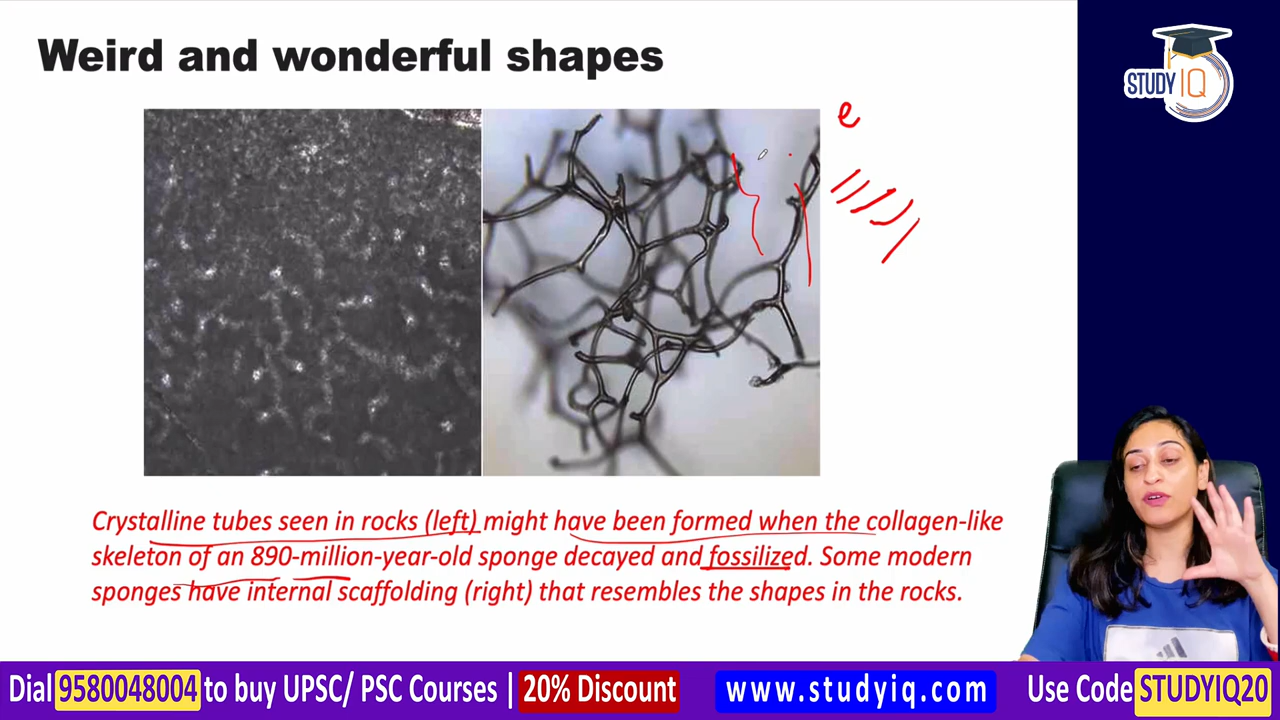 Weird and wonderful shapes
STUDY IQ
e
Crystalline tubes seen in rocks (left) might have been formed when the collagen-like
skeleton of an 890-million-year-old sponge decayed and fossilized. Some modern
sponges have internal scaffolding (right) that resembles the shapes in the rocks.
Dial 9580048004 to buy UPSC/ PSC Courses | 20% Discount www.studyiq.com Use Code STUDYIQ20